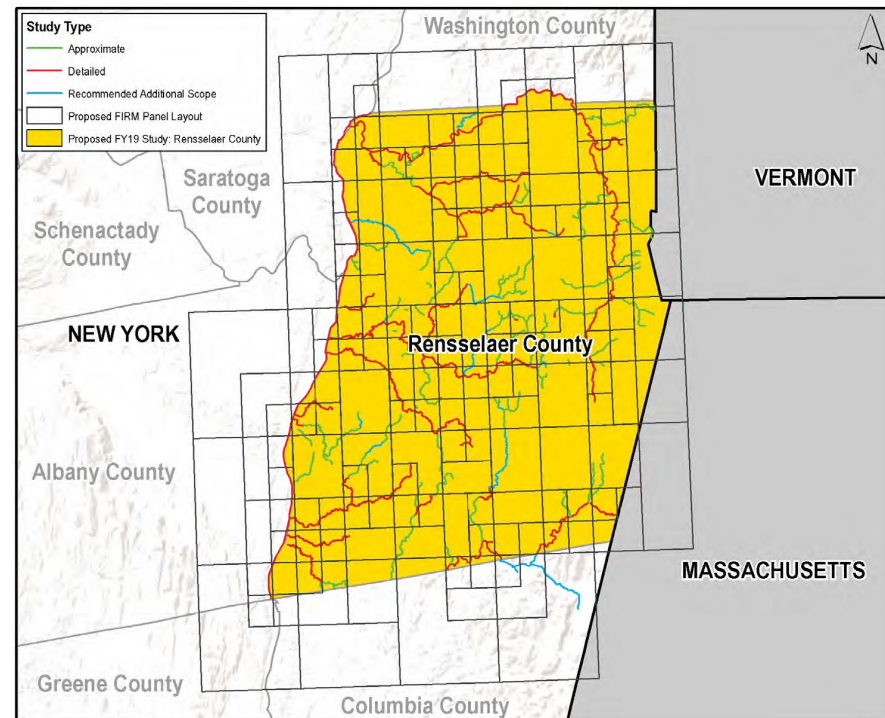 Study Type
Approximate
Detailed
Recommended Additional Scope
Proposed FIRM Panel Layout
Proposed FY19 Study: Rensselaer County
Washington County
N
Saratoga
County
VERMONT
Schenactady
County
NEW YORK
Rensselaer County
Albany County
MASSACHUSETTS
Greene County
Columbia County